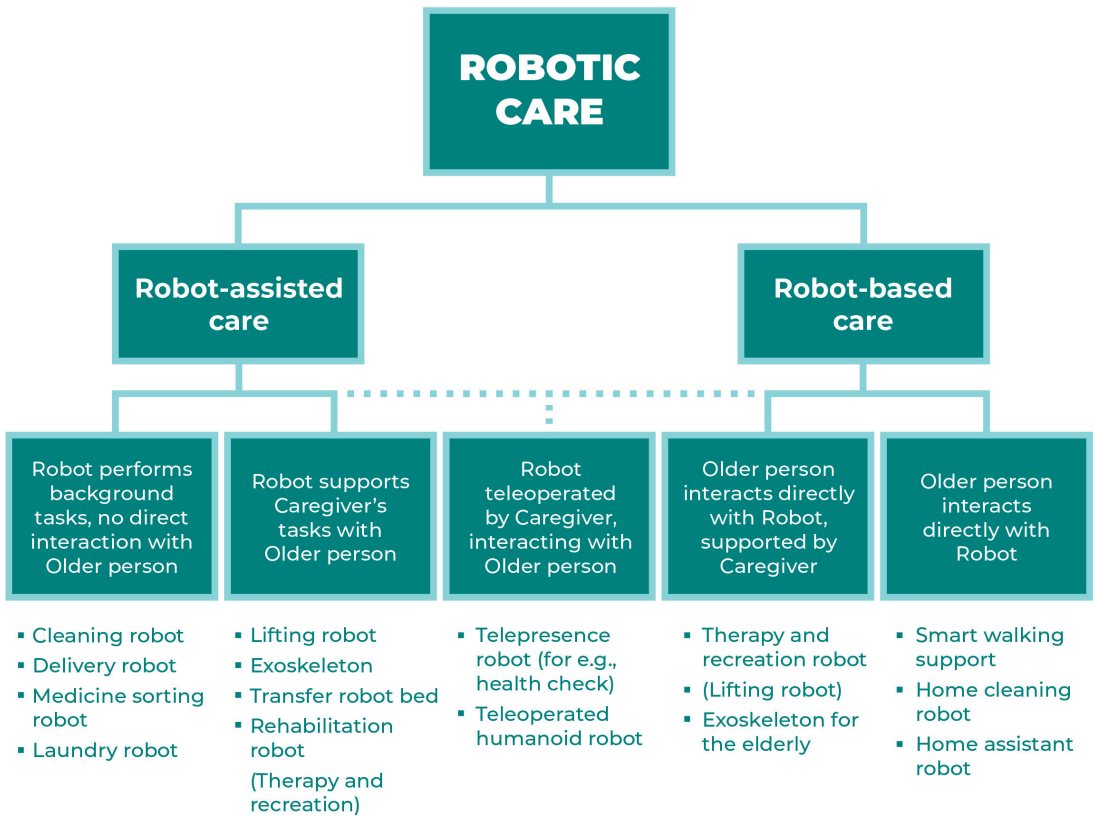 ROBOTIC
CARE
Robot-assisted
care
Robot-based
care
Robot performs
background
tasks, no direct
interaction with
Older person
Robot supports
Caregiver’s
tasks with
Older person
Robot
teleoperated
by Caregiver,
interacting with
Older person
Older person
interacts directly
with Robot,
supported by
Caregiver
Older person
interacts
directly with
Robot
▪ Cleaning robot
▪ Delivery robot
▪ Medicine sorting
robot
▪ Laundry robot
▪ Lifting robot
▪ Exoskeleton
▪ Transfer robot bed
▪ Rehabilitation
robot
(Therapy and
recreation)
▪ Telepresence
robot (for e.g.,
health check)
▪ Teleoperated
humanoid robot
▪ Therapy and
recreation robot
▪ (Lifting robot)
▪ Exoskeleton for
the elderly
▪ Smart walking
support
▪ Home cleaning
robot
▪ Home assistant
robot